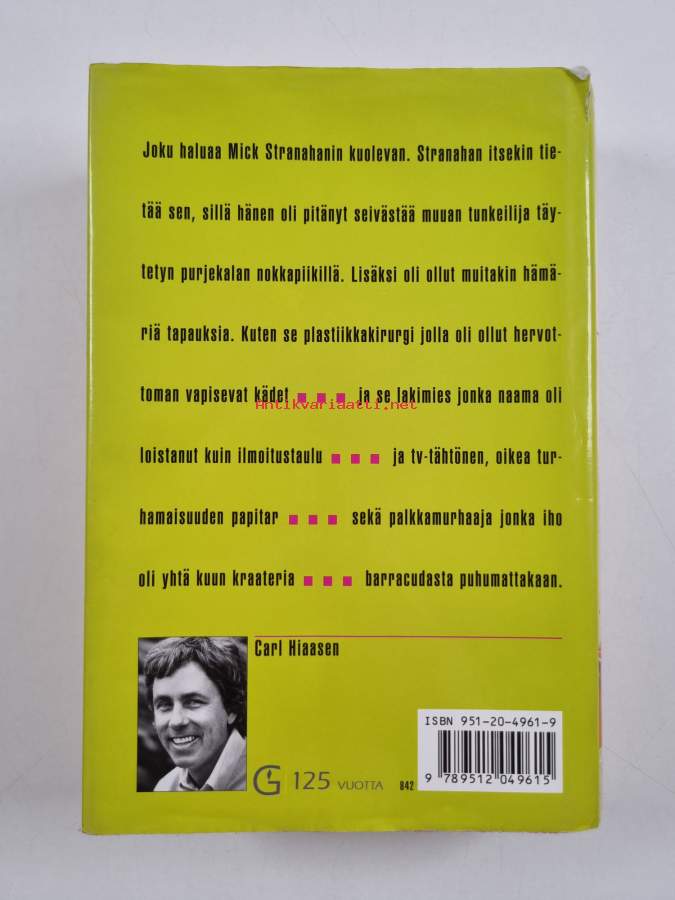 Joku haluaa Mick Stranahanin kuolevan. Stranahan itsekin tie-
tää sen, sillä hänen oli pitänyt seivästää muuan tunkeilija täy-
tetyn purjekalan nokkapiikillä. Lisäksi oli ollut muitakin hämä-
riä tapauksia. Kuten se plastiikkakirurgi jolla oli ollut hervot-
toman vapisevat kädet ■ ■ ■ ja se lakimies jonka naama oli
Antikvariaatti.net
loistanut kuin ilmoitustaulu ■ ■ ■ ja tv-tähtönen, oikea tur-
hamaisuuden papitar ■ ■ ■ sekä palkkamurhaaja jonka iho
oli yhtä kuun kraateria ■ ■ ■ barracudasta puhumattakaan.
Carl Hiaasen
ISBN 951-20-4961-9
9 789512 049615
G 125 VUOTTA 842